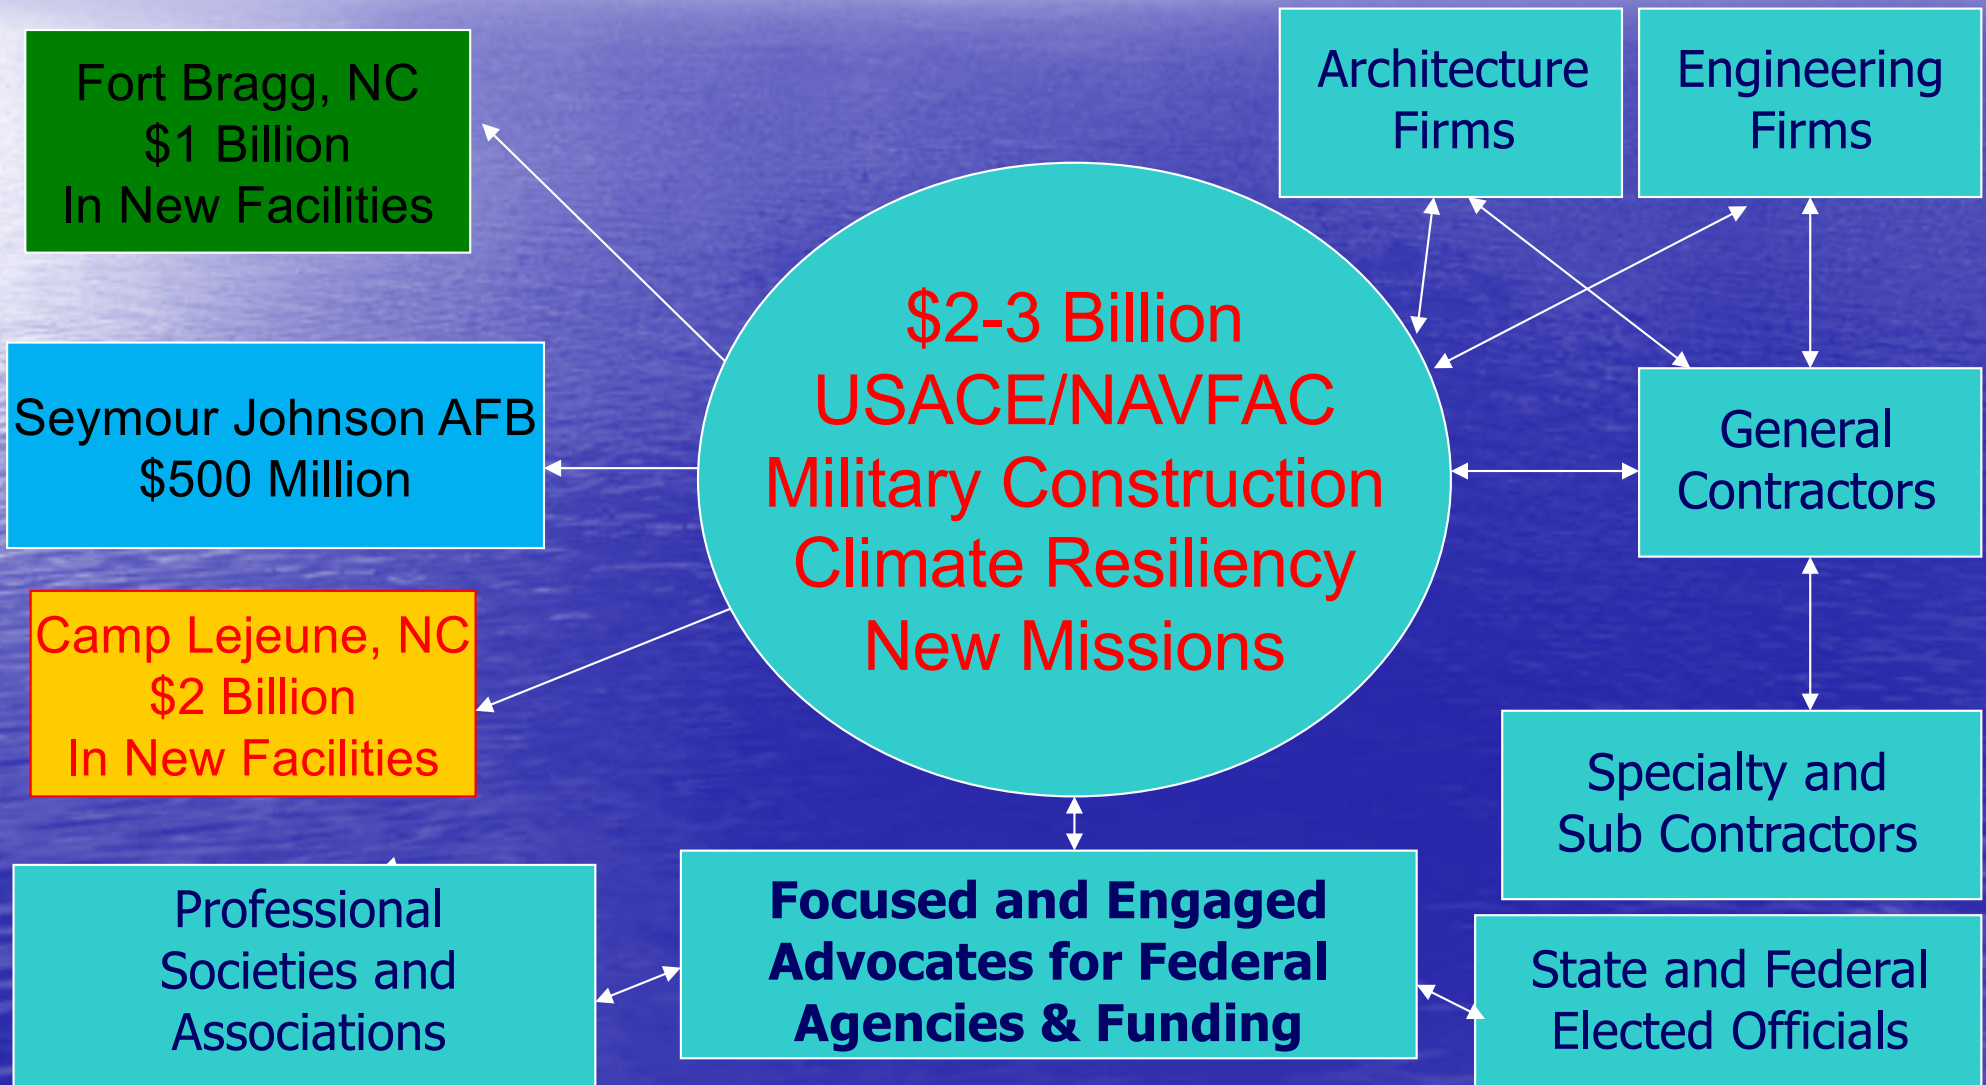 Fort Bragg, NC
$1 Billion
In New Facilities
Architecture
Firms
Engineering
Firms
$2-3 Billion
USACE/NAVFAC
Military Construction
Climate Resiliency
New Missions
Seymour Johnson AFB
$500 Million
General
Contractors
Camp Lejeune, NC
$2 Billion
In New Facilities
Specialty and
Sub Contractors
Professional
Societies and
Associations
Focused and Engaged
Advocates for Federal
Agencies & Funding
State and Federal
Elected Officials